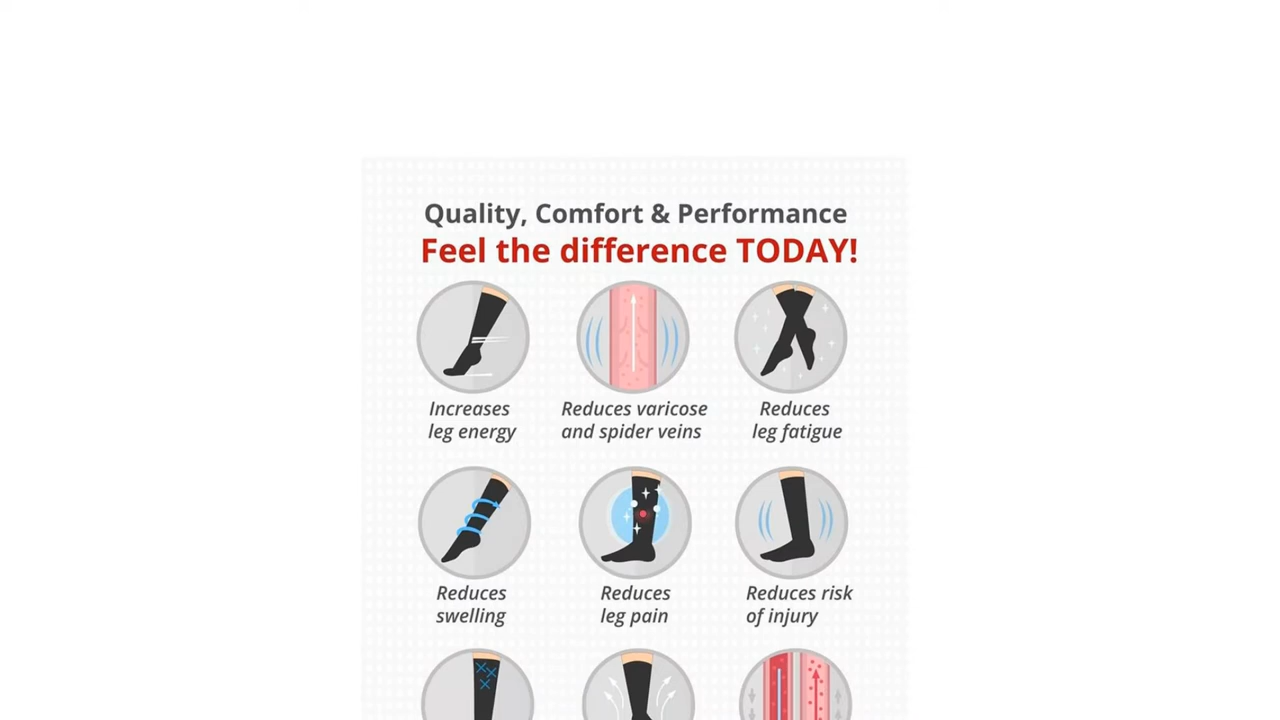 Quality, Comfort & Performance
Feel the difference TODAY!
Increases
leg energy
Reduces varicose
and spider veins
Reduces
leg fatigue
Reduces
swelling
Reduces
leg pain
Reduces risk
of injury